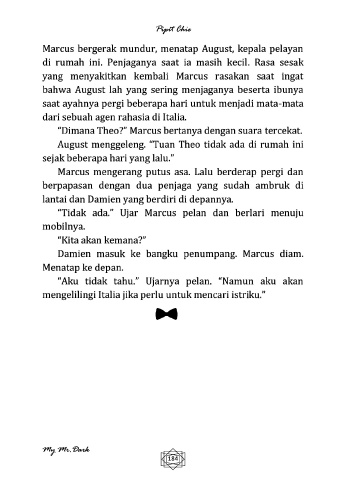 Pipit Chie
Marcus bergerak mundur, menatap August, kepala pelayan
di rumah ini. Penjaganya saat ia masih kecil. Rasa sesak
yang menyakitkan kembali Marcus rasakan saat ingat
bahwa August lah yang sering menjaganya beserta ibunya
saat ayahnya pergi beberapa hari untuk menjadi mata-mata
dari sebuah agen rahasia di Italia.
“Dimana Theo?” Marcus bertanya dengan suara tercekat.
August menggeleng. “Tuan Theo tidak ada di rumah ini
sejak beberapa hari yang lalu.”
Marcus mengerang putus asa. Lalu berderap pergi dan
berpapasan dengan dua penjaga yang sudah ambruk di
lantai dan Damien yang berdiri di depannya.
“Tidak ada.” Ujar Marcus pelan dan berlari menuju
mobilnya.
“Kita akan kemana?”
Damien masuk ke bangku penumpang. Marcus diam.
Menatap ke depan.
“Aku tidak tahu.” Ujarnya pelan. “Namun aku akan
mengelilingi Italia jika perlu untuk mencari istriku.”
My Mr. Dark
184